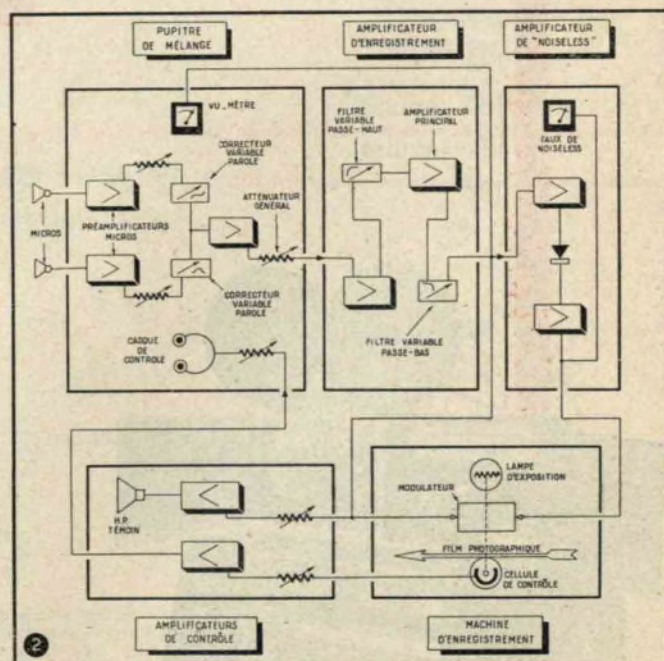 PUPITRE
DE MÉLANGE
AMPLIFICATEUR
D'ENREGISTREMENT
AMPLIFICATEUR
DE "NOISELESS"
VU_MÈTRE
CORRECTEUR
VARIABLE
PAROLE
ATTENUATEUR
GÉNÉRAL
MICROS
PRÉAMPLIFICATEURS
MICROS
CORRECTEUR
VARIABLE
PAROLE
CASQUE
DE
CONTROLE
FILTRE
VARIABLE
PASSE-HAUT
AMPLIFICATEUR
PRINCIPAL
FILTRE VARIABLE
PASSE-BAS
TAUX DE
NOISELESS
H.P.
TÉMOIN
LAMPE
D'EXPOSITION
MODULATEUR
FILM PHOTOGRAPHIQUE
CELLULE
DE CONTRÔLE
2
AMPLIFICATEURS
DE CONTRÔLE
MACHINE
D'ENREGISTREMENT